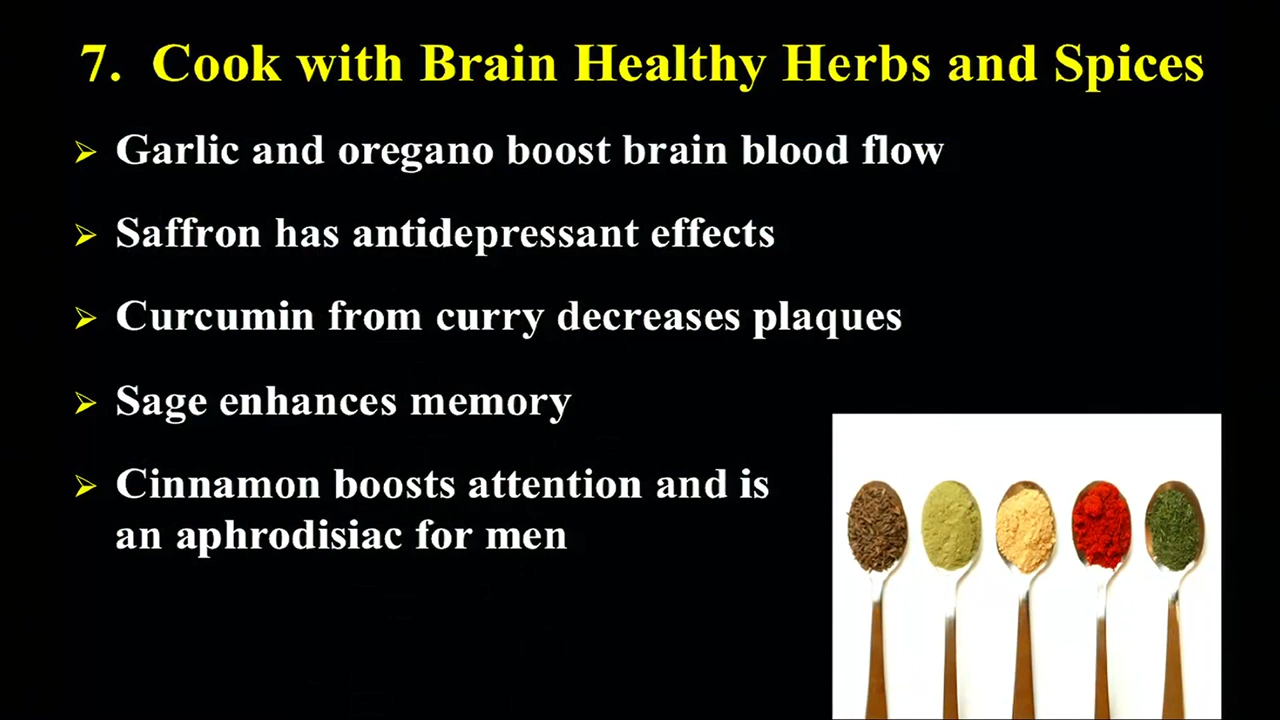 7. Cook with Brain Healthy Herbs and Spices
➢ Garlic and oregano boost brain blood flow
➢ Saffron has antidepressant effects
➢ Curcumin from curry decreases plaques
➢ Sage enhances memory
➢ Cinnamon boosts attention and is
an aphrodisiac for men